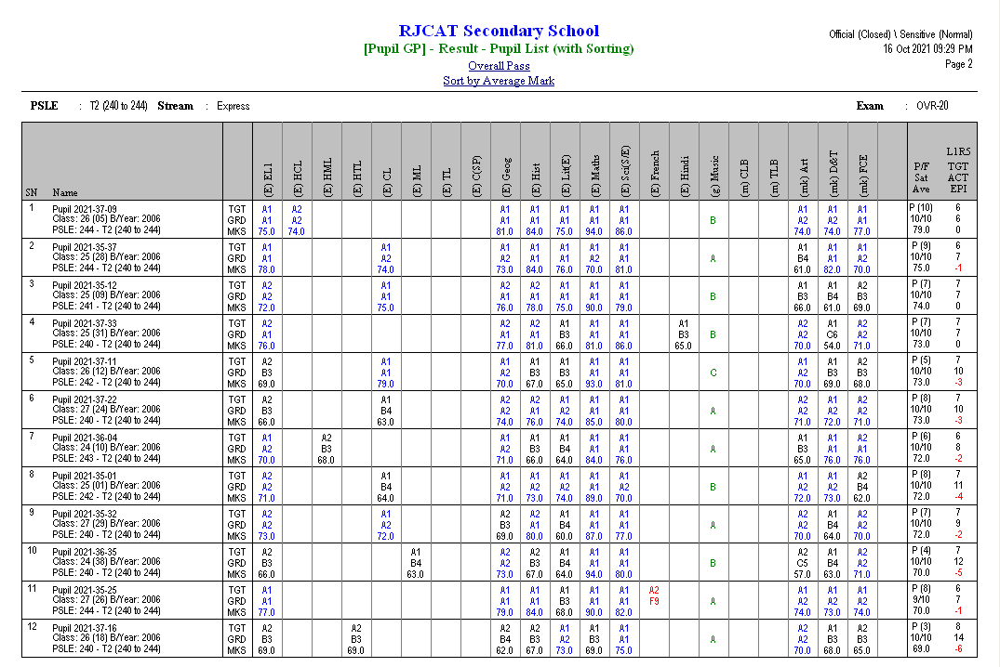 RJCAT Secondary School
Official (Closed) \ Sensitive (Normal)
[Pupil GP] - Result - Pupil List (with Sorting)
16 Oct 2021 09:29 PM
Overall Pass
Page 2
Sort by Average Mark
PSLE : T2 (240 to 244) Stream : Express Exam : OVR-20
SN Name (E) EL1 (E) HCL (E) HML (E) HTL (E) CL (E) ML (E) TL (E) C(SP) (E) Geog (E) Hist (E) Lit(E) (E) Maths (E) Sci(S/E) (E) French (E) Hindi (g) Music (m) CLB (m) TLB (mk) Art (mk) D&T (mk) FCE P/F Sat Ave L1R5 TGT ACT EPI
1 Pupil 2021-37-09 TGT A1 A2 A1 A1 A1 A1 A1 A1 A1 A1 P (10) 6
Class: 26 (05) B/Year: 2006 GRD A1 A2 A1 A1 A1 A1 A1 B A2 A2 A1 10/10 6
PSLE: 244 - T2 (240 to 244) MKS 75.0 74.0 81.0 84.0 75.0 94.0 86.0 74.0 74.0 77.0 79.0 0
2 Pupil 2021-35-37 TGT A1 A1 A1 A1 A1 A1 A1 A1 A1 A1 P (9) 6
Class: 25 (28) B/Year: 2006 GRD A1 A2 A2 A1 A1 A2 A1 A B4 A1 A2 10/10 7
PSLE: 244 - T2 (240 to 244) MKS 78.0 74.0 73.0 84.0 76.0 70.0 81.0 61.0 82.0 70.0 75.0 -1
3 Pupil 2021-35-12 TGT A2 A1 A2 A2 A1 A1 A1 A2 A1 A2 P (7) 7
Class: 25 (09) B/Year: 2006 GRD A2 A1 A1 A1 A1 A1 A1 B B3 B4 B3 10/10 7
PSLE: 241 - T2 (240 to 244) MKS 72.0 75.0 76.0 78.0 75.0 90.0 79.0 66.0 61.0 69.0 74.0 0
4 Pupil 2021-37-33 TGT A2 A2 A2 A1 A1 A1 A1 A2 A1 A2 P (7) 7
Class: 25 (31) B/Year: 2006 GRD A1 A1 A1 B3 A1 A1 B3 B A2 C6 A2 10/10 7
PSLE: 240 - T2 (240 to 244) MKS 76.0 77.0 81.0 66.0 81.0 86.0 65.0 70.0 54.0 71.0 73.0 0
5 Pupil 2021-37-11 TGT A2 A1 A2 A1 A1 A1 A1 A2 A1 A2 P (5) 7
Class: 26 (12) B/Year: 2006 GRD B3 A1 A2 B3 B3 A1 A1 C A2 B3 B3 10/10 10
PSLE: 242 - T2 (240 to 244) MKS 69.0 79.0 70.0 67.0 65.0 93.0 81.0 70.0 69.0 68.0 73.0 -3
6 Pupil 2021-37-22 TGT A2 A1 A2 A2 A1 A1 A1 A2 A1 A2 P (8) 7
Class: 27 (24) B/Year: 2006 GRD B3 B4 A2 A1 A2 A1 A1 A A2 A2 A2 10/10 10
PSLE: 240 - T2 (240 to 244) MKS 66.0 63.0 74.0 76.0 74.0 85.0 80.0 71.0 72.0 71.0 73.0 -3
7 Pupil 2021-36-04 TGT A1 A2 A1 A1 A1 A1 A1 A1 A1 A1 P (6) 6
Class: 24 (10) B/Year: 2006 GRD A2 B3 A2 B3 B4 A1 A1 A B3 A1 A1 10/10 8
PSLE: 243 - T2 (240 to 244) MKS 70.0 68.0 71.0 66.0 64.0 84.0 76.0 65.0 76.0 76.0 72.0 -2
8 Pupil 2021-35-01 TGT A2 A1 A1 A1 A1 A1 A1 A2 A1 A2 P (8) 7
Class: 25 (01) B/Year: 2006 GRD A2 B4 A2 A2 A2 A1 A2 B A2 A2 B4 10/10 11
PSLE: 242 - T2 (240 to 244) MKS 71.0 64.0 71.0 73.0 74.0 89.0 70.0 72.0 73.0 62.0 72.0 -4
9 Pupil 2021-35-32 TGT A2 A1 A2 A2 A1 A1 A1 A2 A1 A2 P (7) 7
Class: 27 (29) B/Year: 2006 GRD A2 A2 B3 A1 B4 A1 A1 A A2 B4 A2 10/10 9
PSLE: 240 - T2 (240 to 244) MKS 73.0 72.0 69.0 80.0 60.0 87.0 77.0 70.0 64.0 70.0 72.0 -2
10 Pupil 2021-36-35 TGT A2 A1 A2 A2 A1 A1 A1 A2 A1 A2 P (4) 7
Class: 24 (38) B/Year: 2006 GRD B3 B4 A2 B3 B4 A1 A1 B C5 B4 A2 10/10 12
PSLE: 240 - T2 (240 to 244) MKS 66.0 63.0 73.0 67.0 64.0 94.0 80.0 57.0 63.0 71.0 70.0 -5
11 Pupil 2021-35-25 TGT A1 A1 A1 A1 A1 A1 A2 A1 A1 A1 P (8) 6
Class: 27 (26) B/Year: 2006 GRD A1 A1 A1 B3 A1 A1 F9 A A2 A2 A2 9/10 7
PSLE: 244 - T2 (240 to 244) MKS 77.0 79.0 84.0 68.0 90.0 82.0 74.0 73.0 74.0 70.0 -1
12 Pupil 2021-37-16 TGT A2 A2 A2 A2 A1 A1 A1 A2 A1 A2 P (3) 8
Class: 26 (18) B/Year: 2006 GRD B3 B3 B4 B3 A2 B3 A1 A A2 B3 B3 10/10 14
PSLE: 240 - T2 (240 to 244) MKS 69.0 69.0 62.0 67.0 73.0 69.0 75.0 70.0 68.0 65.0 69.0 -6